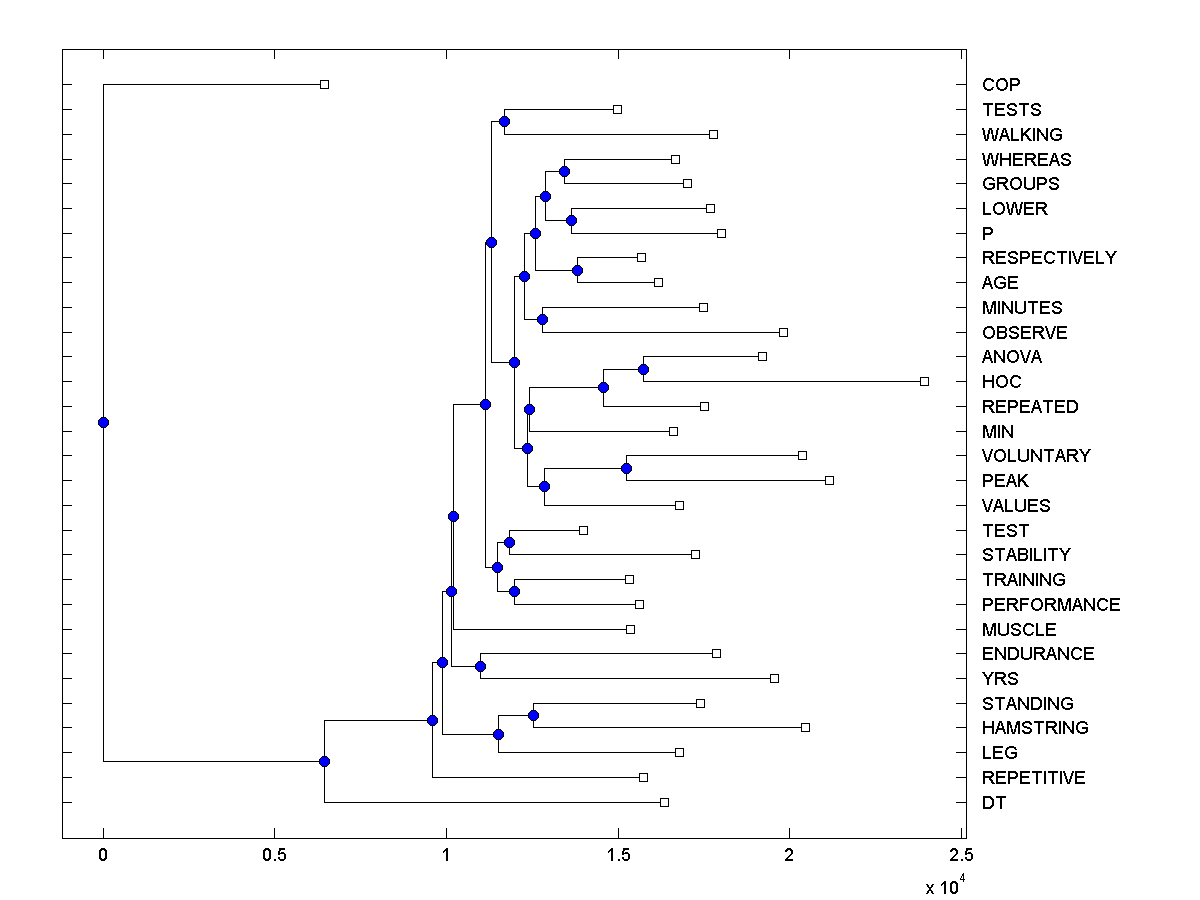 COP
TESTS
WALKING
WHEREAS
GROUPS
LOWER
P
RESPECTIVELY
AGE
MINUTES
OBSERVE
ANOVA
HOC
REPEATED
MIN
VOLUNTARY
PEAK
VALUES
TEST
STABILITY
TRAINING
PERFORMANCE
MUSCLE
ENDURANCE
YRS
STANDING
HAMSTRING
LEG
REPETITIVE
DT
0 0.5 1 1.5 2 2.5
x 10^4